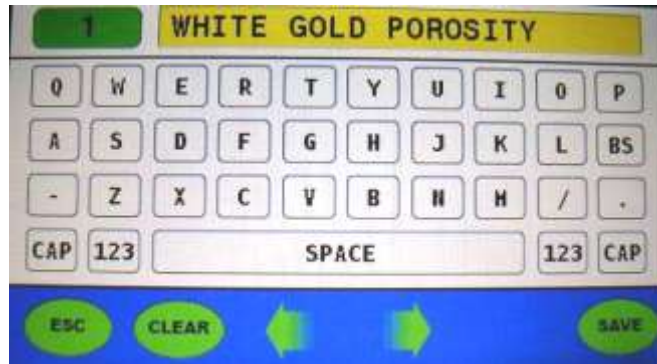 1 WHITE GOLD POROSITY
Q W E R T Y U I O P
A S D F G H J K L BS
- Z X C V B N M / .
CAP 123 SPACE 123 CAP
ESC CLEAR SAVE